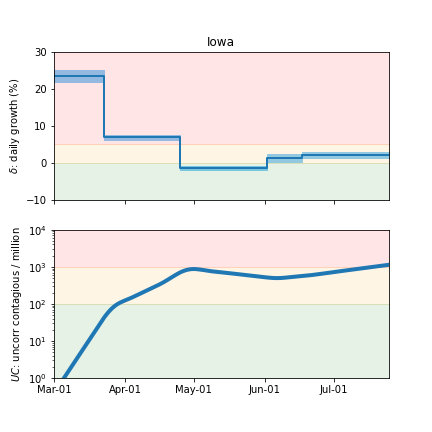 Iowa
δ: daily growth (%)
30
20
10
0
−10
UC: uncorr contagious / million
10⁴
10³
10²
10¹
10⁰
Mar-01 Apr-01 May-01 Jun-01 Jul-01